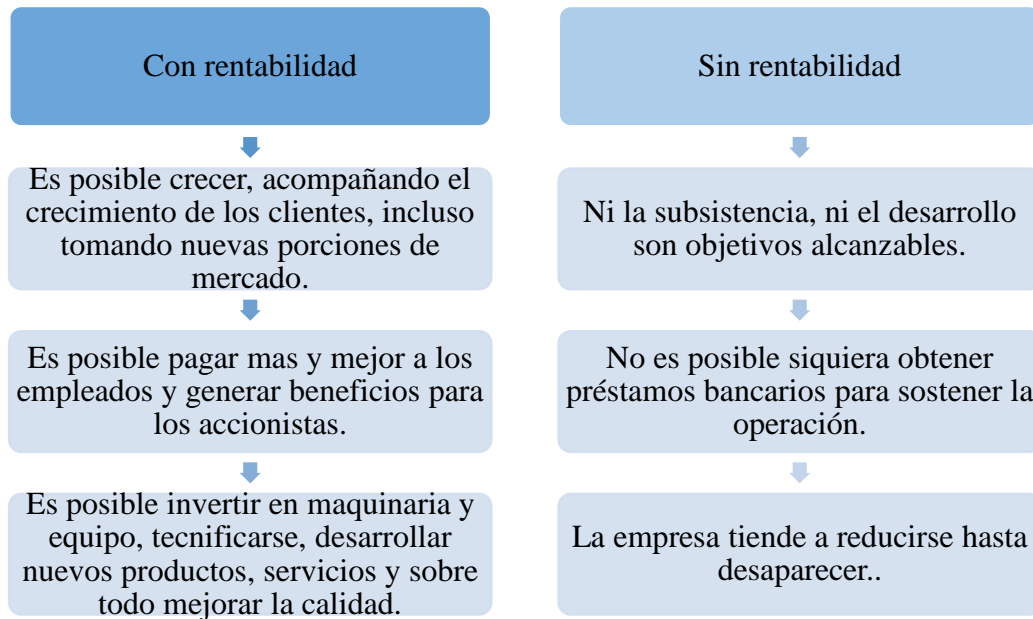 Con rentabilidad
Es posible crecer, acompañando el
crecimiento de los clientes, incluso
tomando nuevas porciones de
mercado.
Es posible pagar mas y mejor a los
empleados y generar beneficios para
los accionistas.
Es posible invertir en maquinaria y
equipo, tecnificarse, desarrollar
nuevos productos, servicios y sobre
todo mejorar la calidad.
Sin rentabilidad
Ni la subsistencia, ni el desarrollo
son objetivos alcanzables.
No es posible siquiera obtener
préstamos bancarios para sostener la
operación.
La empresa tiende a reducirse hasta
desaparecer..